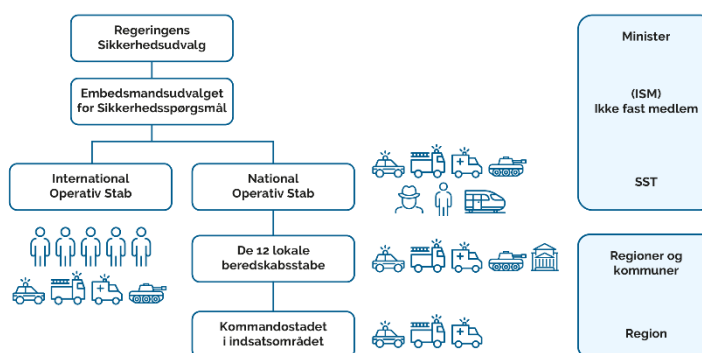 Regeringens
Sikkerhedsudvalg
Minister
Embedsmandsudvalget
for Sikkerhedsspørgsmål
(ISM)
Ikke fast medlem
International
Operativ Stab
National
Operativ Stab
SST
De 12 lokale
beredskabsstabe
Regioner og
kommuner
Kommandostadet
i indsatsområdet
Region